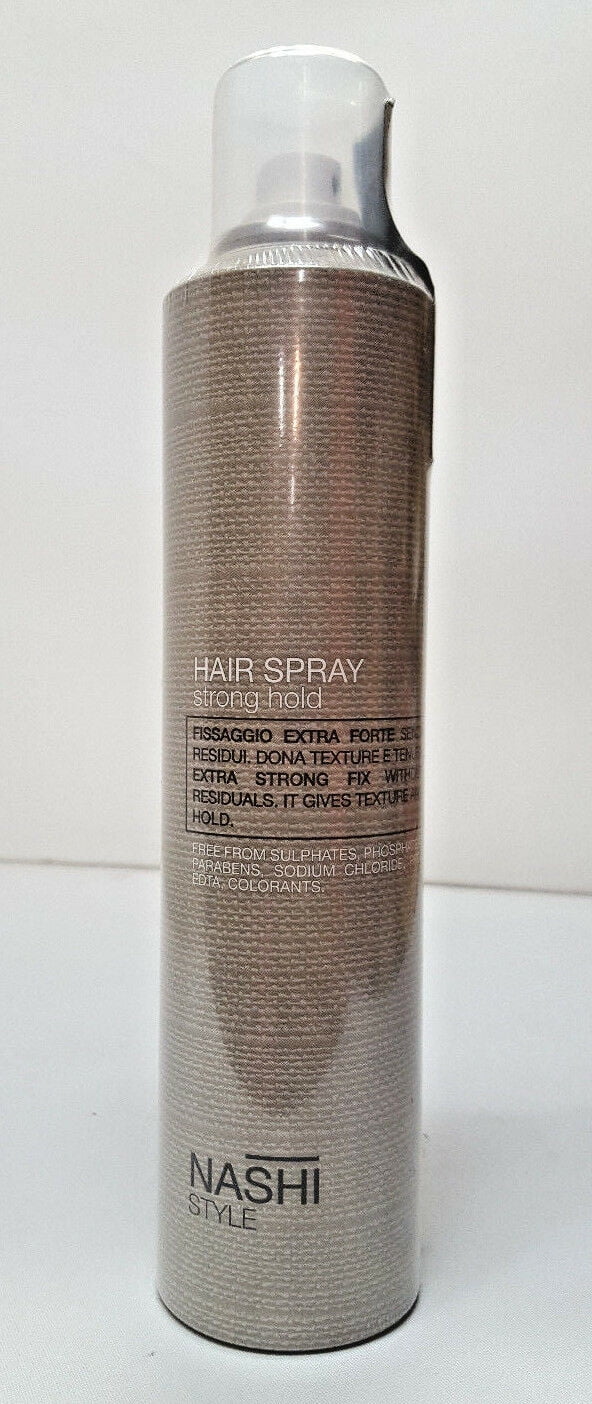 HAIR SPRAY
strong hold
FISSAGGIO EXTRA FORTE
RESIDUI. DONA TEXTURE E
EXTRA STRONG FIX
RESIDUALS. IT GIVES TEXTURE
HOLD.
FREE FROM SULPHATES,
PARABENS, SODIUM CHLORIDE,
EDTA, COLORANTS.
NASHI
STYLE